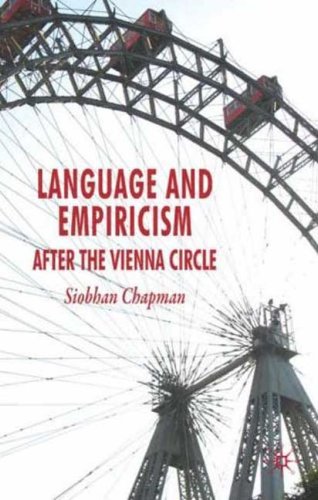 LANGUAGE AND
EMPIRICISM
AFTER THE VIENNA CIRCLE
Siobhan Chapman